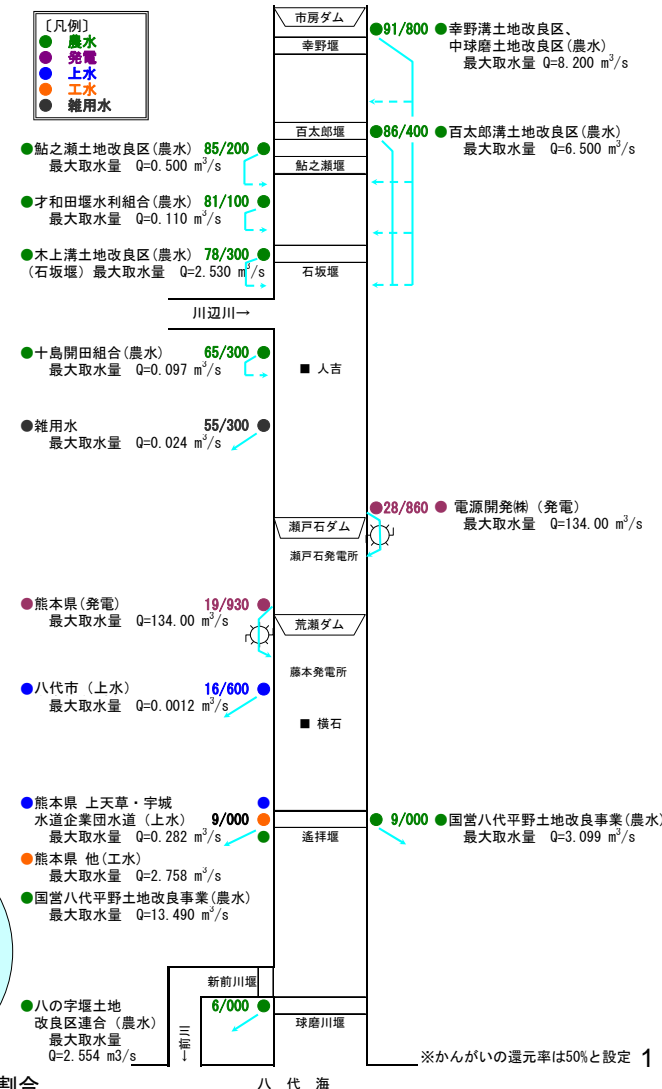 〔凡例〕
● 農水
● 発電
● 上水
● 工水
● 雑用水
市房ダム
幸野堰
●91/800 ●幸野溝土地改良区、
中球磨土地改良区(農水)
最大取水量 Q=8.200 m³/s
百太郎堰
●86/400 ●百太郎溝土地改良区(農水)
最大取水量 Q=6.500 m³/s
●鮎之瀬土地改良区(農水) 85/200 ●
最大取水量 Q=0.500 m³/s
鮎之瀬堰
●才和田堰水利組合(農水) 81/100 ●
最大取水量 Q=0.110 m³/s
●木上溝土地改良区(農水) 78/300 ●
(石坂堰) 最大取水量 Q=2.530 m³/s
石坂堰
川辺川→
●十島開田組合(農水) 65/300 ●
最大取水量 Q=0.097 m³/s
■ 人吉
●雑用水 55/300 ●
最大取水量 Q=0.024 m³/s
●28/860 ● 電源開発㈱ (発電)
最大取水量 Q=134.00 m³/s
瀬戸石ダム
瀬戸石発電所
●熊本県(発電) 19/930 ●
最大取水量 Q=134.00 m³/s
荒瀬ダム
藤本発電所
●八代市 (上水) 16/600 ●
最大取水量 Q=0.0012 m³/s
■ 横石
●熊本県 上天草・宇城
水道企業団水道 (上水) 9/000
最大取水量 Q=0.282 m³/s
●熊本県 他(工水)
最大取水量 Q=2.758 m³/s
●国営八代平野土地改良事業(農水)
最大取水量 Q=13.490 m³/s
遙拝堰
● 9/000 ●国営八代平野土地改良事業(農水)
最大取水量 Q=3.099 m³/s
新前川堰
●八の字堰土地 6/000 ●
改良区連合 (農水)
最大取水量
Q=2.554 m3/s
←前川
球磨川堰
※かんがいの還元率は50%と設定 1
割合
八 代 海